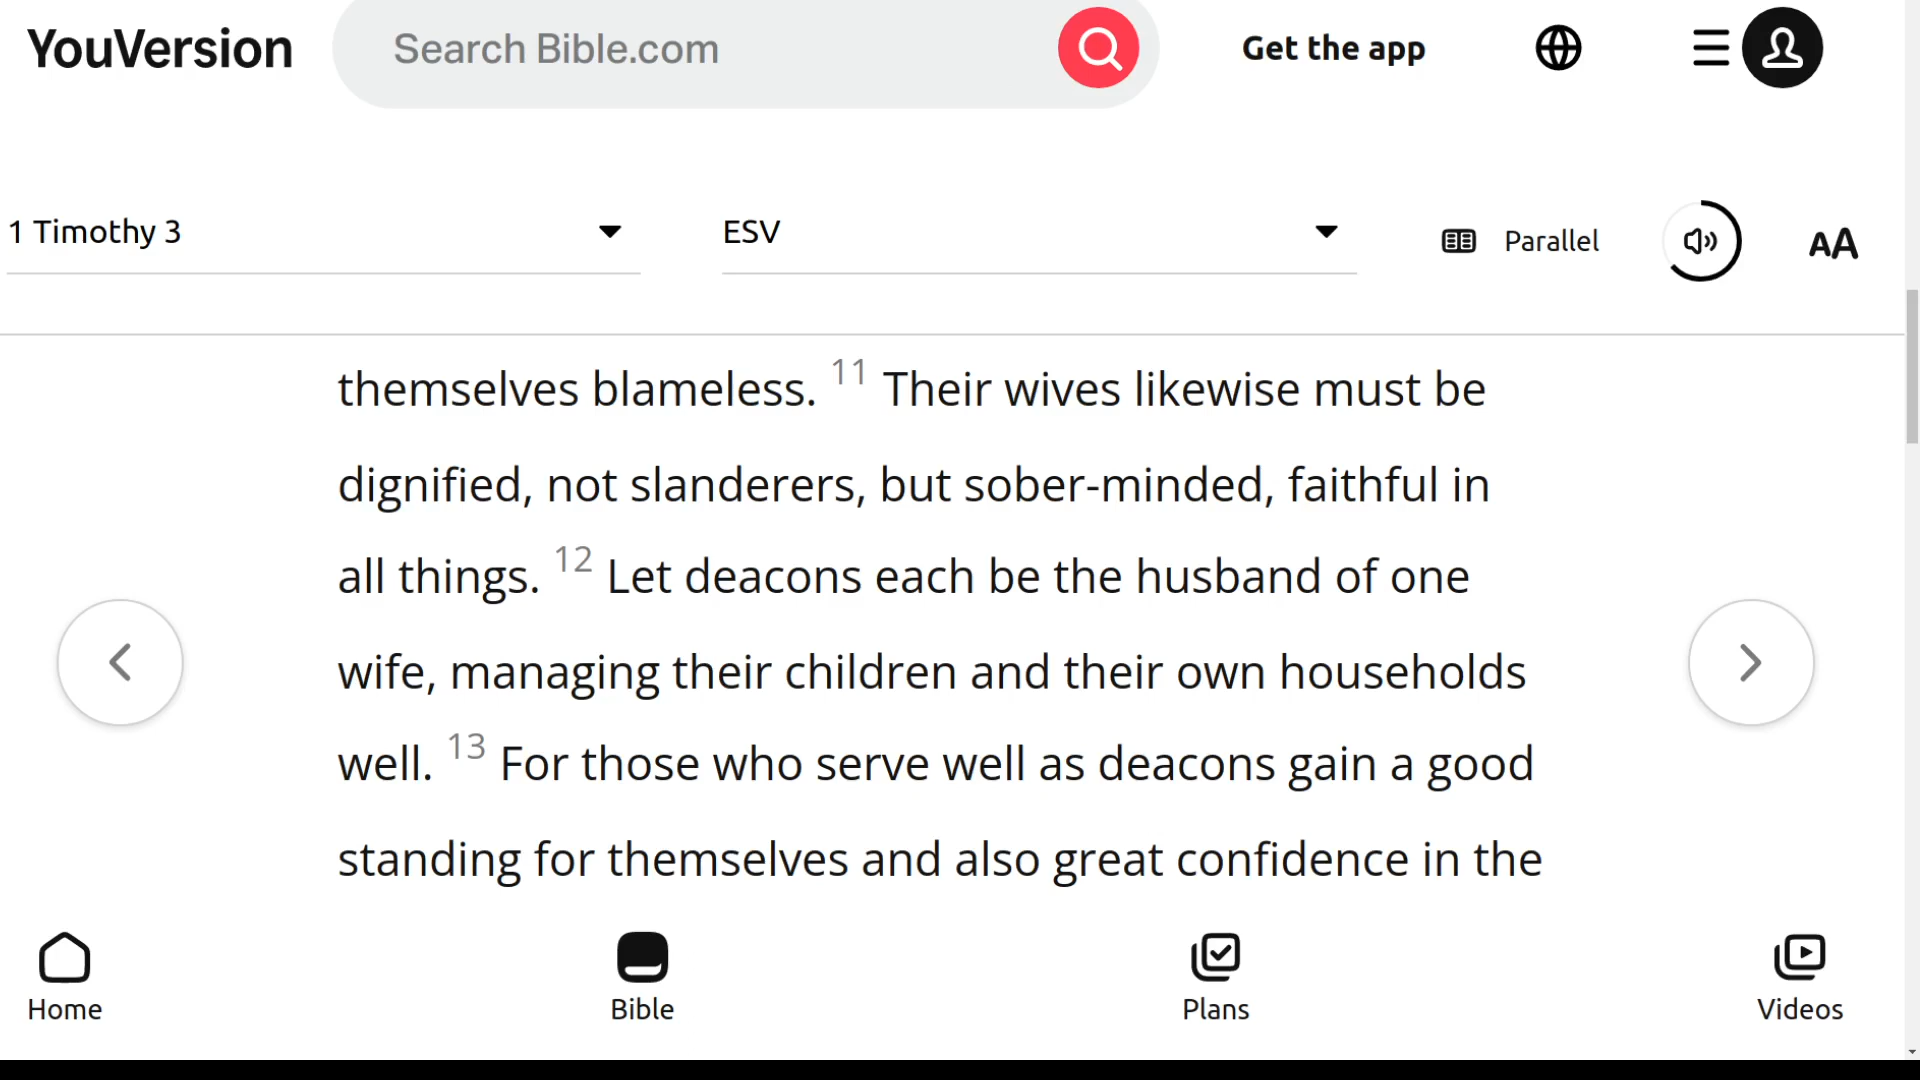 YouVersion
Search Bible.com
Get the app
1 Timothy 3
ESV
Parallel
AA
themselves blameless. 11 Their wives likewise must be
dignified, not slanderers, but sober-minded, faithful in
all things. 12 Let deacons each be the husband of one
wife, managing their children and their own households
well. 13 For those who serve well as deacons gain a good
standing for themselves and also great confidence in the
Home
Bible
Plans
Videos